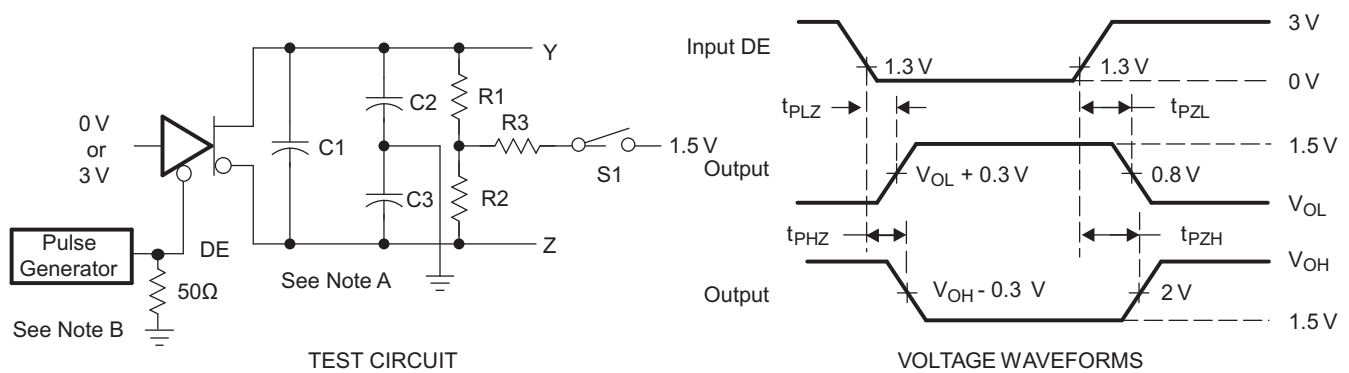 0 V
or
3 V
Pulse
Generator
See Note B
50Ω
DE
C1
C2
C3
R1
R2
R3
S1
1.5 V
Y
Z
See Note A
TEST CIRCUIT
Input DE
1.3 V
1.3 V
3 V
0 V
tPLZ
tPZL
Output
VOL + 0.3 V
0.8 V
1.5 V
VOL
tPHZ
tPZH
Output
VOH - 0.3 V
2 V
VOH
1.5 V
VOLTAGE WAVEFORMS